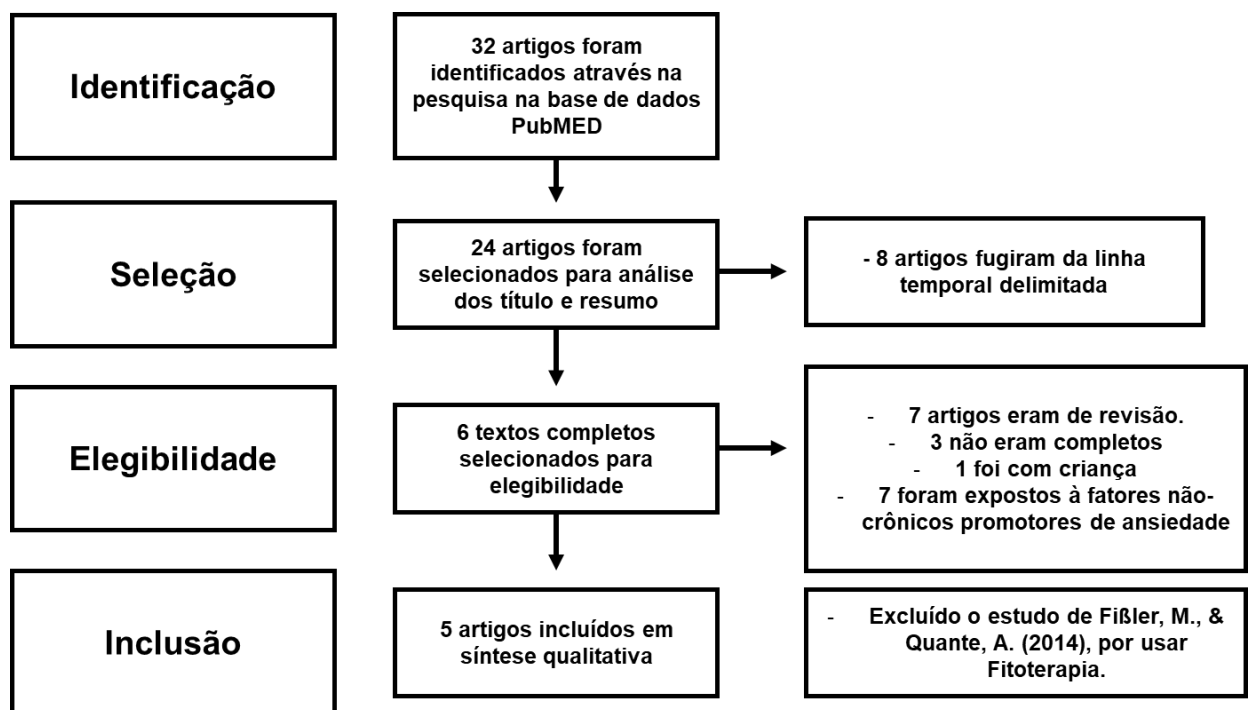 Identificação
32 artigos foram
identificados através na
pesquisa na base de dados
PubMED
Seleção
24 artigos foram
selecionados para análise
dos título e resumo
- 8 artigos fugiram da linha
temporal delimitada
Elegibilidade
6 textos completos
selecionados para
elegibilidade
- 7 artigos eram de revisão.
- 3 não eram completos
- 1 foi com criança
- 7 foram expostos à fatores não-
crônicos promotores de ansiedade
Inclusão
5 artigos incluídos em
síntese qualitativa
- Excluído o estudo de Fißler, M., &
Quante, A. (2014), por usar
Fitoterapia.